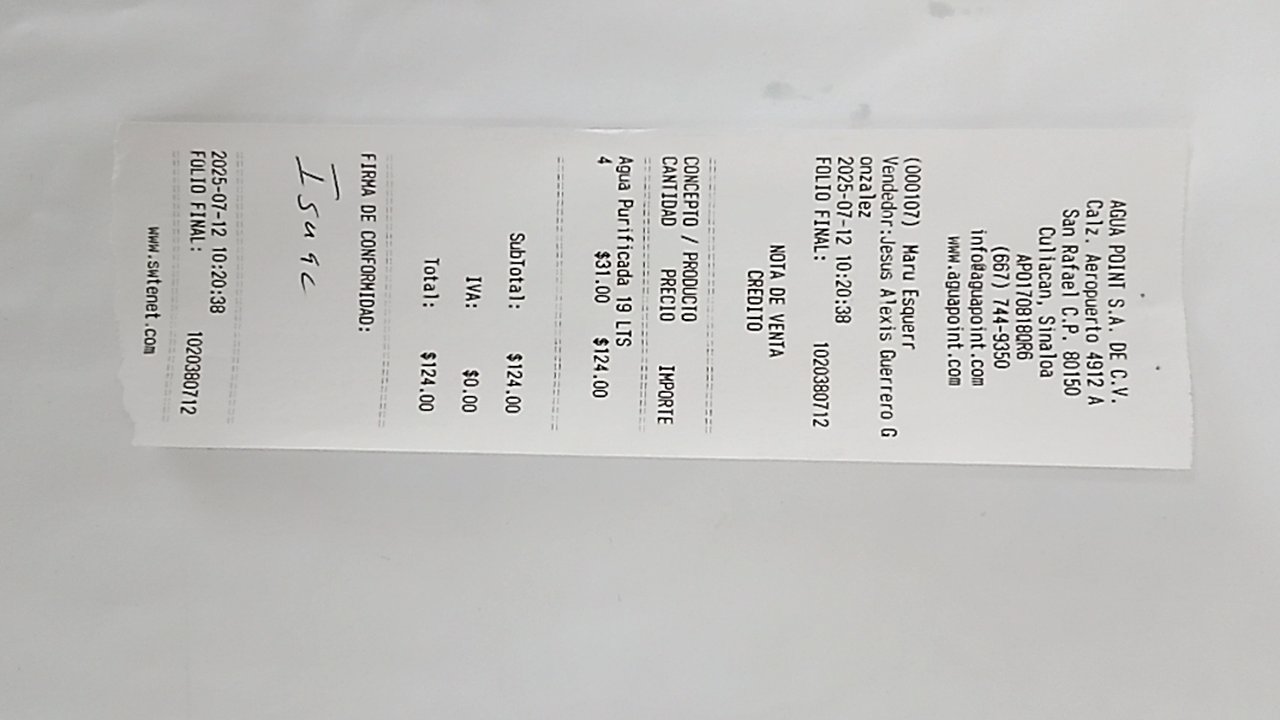 AGUA POINT S.A. DE C.V.
Calz. Aeropuerto 4912 A
San Rafael C.P. 80150
Culiacan, Sinaloa
APO170818QR6
(667) 744-9350
info@aguapoint.com
www.aguapoint.com
(000107) Maru Esquerr
Vendedor:Jesus Alexis Guerrero G
onzalez
2025-07-12 10:20:38
FOLIO FINAL: 1020380712
NOTA DE VENTA
CREDITO
CONCEPTO / PRODUCTO
CANTIDAD PRECIO IMPORTE
Agua Purificada 19 LTS
4 $31.00 $124.00
SubTotal: $124.00
IVA: $0.00
Total: $124.00
FIRMA DE CONFORMIDAD:
Isaac
2025-07-12 10:20:38
FOLIO FINAL: 1020380712
www.swtenet.com